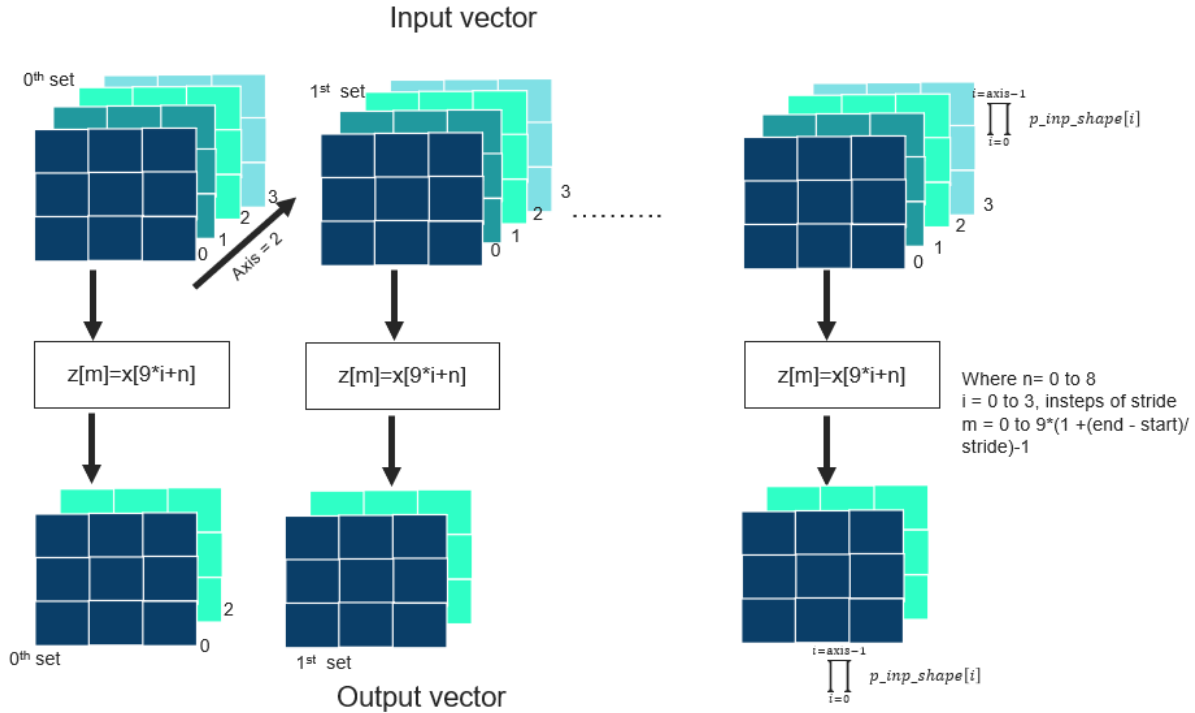 Input vector
0th set
1st set
i=axis−1
∏ p_inp_shape[i]
i=0
3
2
1
0
Axis = 2
3
2
1
0
...........
3
2
1
0
z[m]=x[9*i+n]
z[m]=x[9*i+n]
z[m]=x[9*i+n]
Where n= 0 to 8
i = 0 to 3, insteps of stride
m = 0 to 9*(1 +(end - start)/
stride)-1
2
0
0th set
1st set
i=axis−1
∏ p_inp_shape[i]
i=0
Output vector